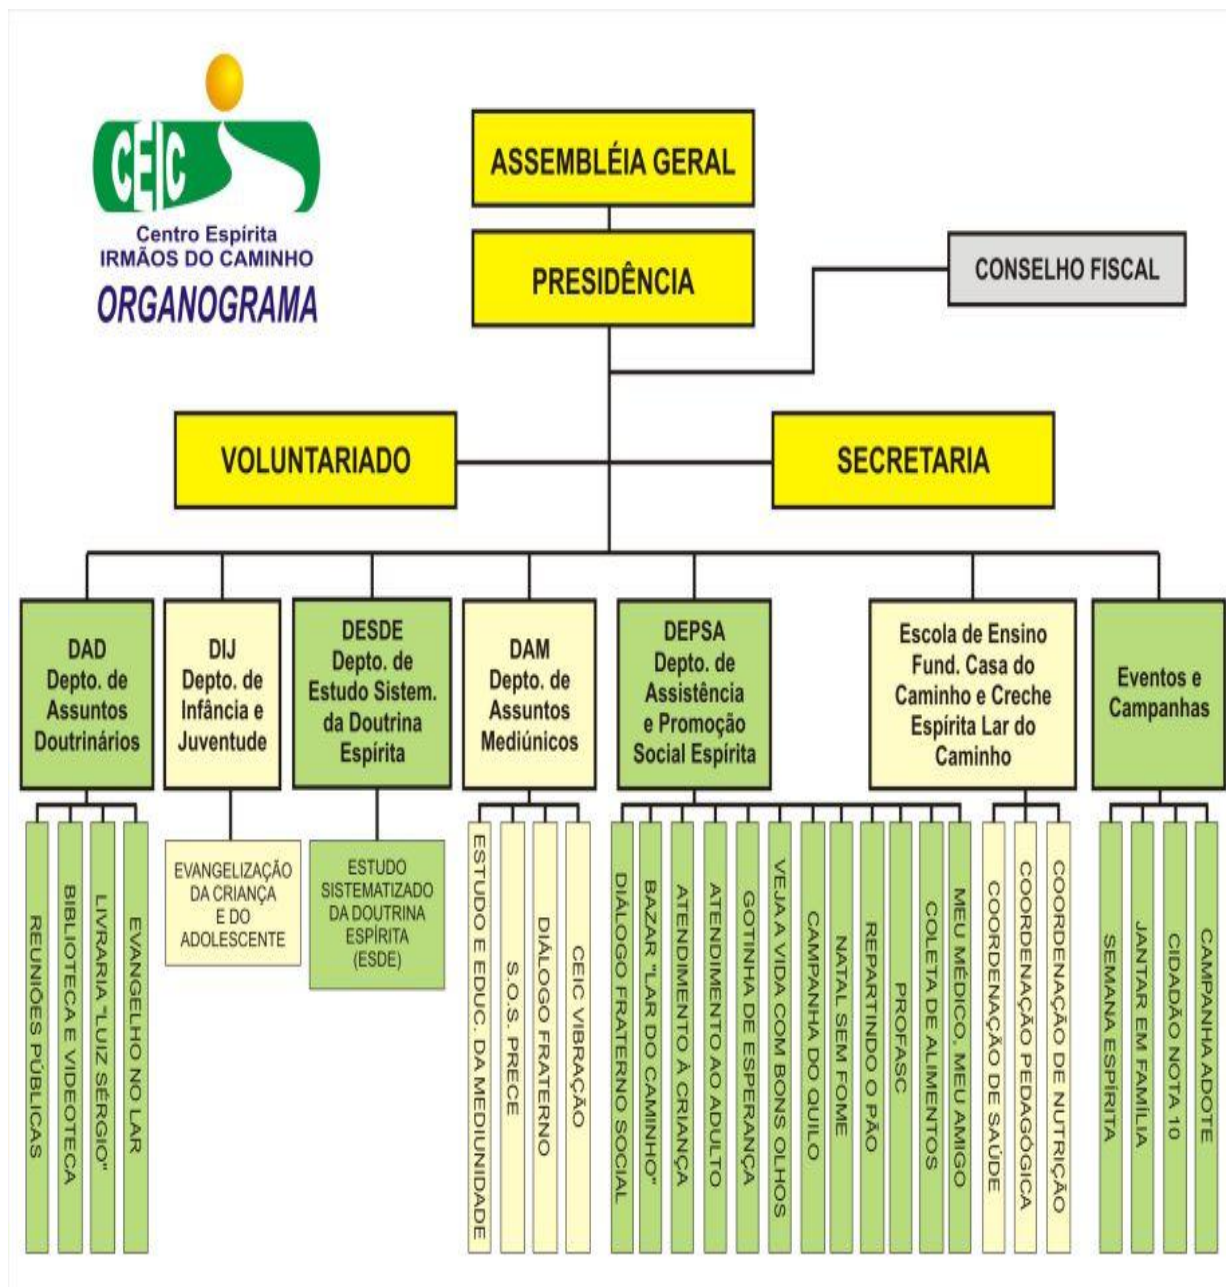 CEIC
Centro Espírita
IRMÃOS DO CAMINHO
ORGANOGRAMA
ASSEMBLÉIA GERAL
PRESIDÊNCIA
CONSELHO FISCAL
VOLUNTARIADO
SECRETARIA
DAD
Depto. de
Assuntos
Doutrinários
DIJ
Depto. de
Infância e
Juventude
DESDE
Depto. de
Estudo Sistem.
da Doutrina
Espírita
DAM
Depto. de
Assuntos
Mediúnicos
DEPSA
Depto. de
Assistência
e Promoção
Social Espírita
Escola de Ensino
Fund. Casa do
Caminho e Creche
Espírita Lar do
Caminho
Eventos e
Campanhas
REUNIÕES PÚBLICAS
BIBLIOTECA E VIDEOTECA
LIVRARIA "LUIZ SÉRGIO"
EVANGELHO NO LAR
EVANGELIZAÇÃO
DA CRIANÇA
E DO
ADOLESCENTE
ESTUDO
SISTEMATIZADO
DA DOUTRINA
ESPÍRITA
(ESDE)
ESTUDO E EDUC. DA MEDIUNIDADE
S.O.S. PRECE
DIÁLOGO FRATERNO
CEIC VIBRAÇÃO
DIÁLOGO FRATERNO SOCIAL
BAZAR "LAR DO CAMINHO"
ATENDIMENTO À CRIANÇA
ATENDIMENTO AO ADULTO
GOTINHA DE ESPERANÇA
VEJA A VIDA COM BONS OLHOS
CAMPANHA DO QUILO
NATAL SEM FOME
REPARTINDO O PÃO
PROFASC
COLETA DE ALIMENTOS
MEU MÉDICO, MEU AMIGO
COORDENAÇÃO DE SAÚDE
COORDENAÇÃO PEDAGÓGICA
COORDENAÇÃO DE NUTRIÇÃO
SEMANA ESPÍRITA
JANTAR EM FAMÍLIA
CIDADÃO NOTA 10
CAMPANHA ADOTE